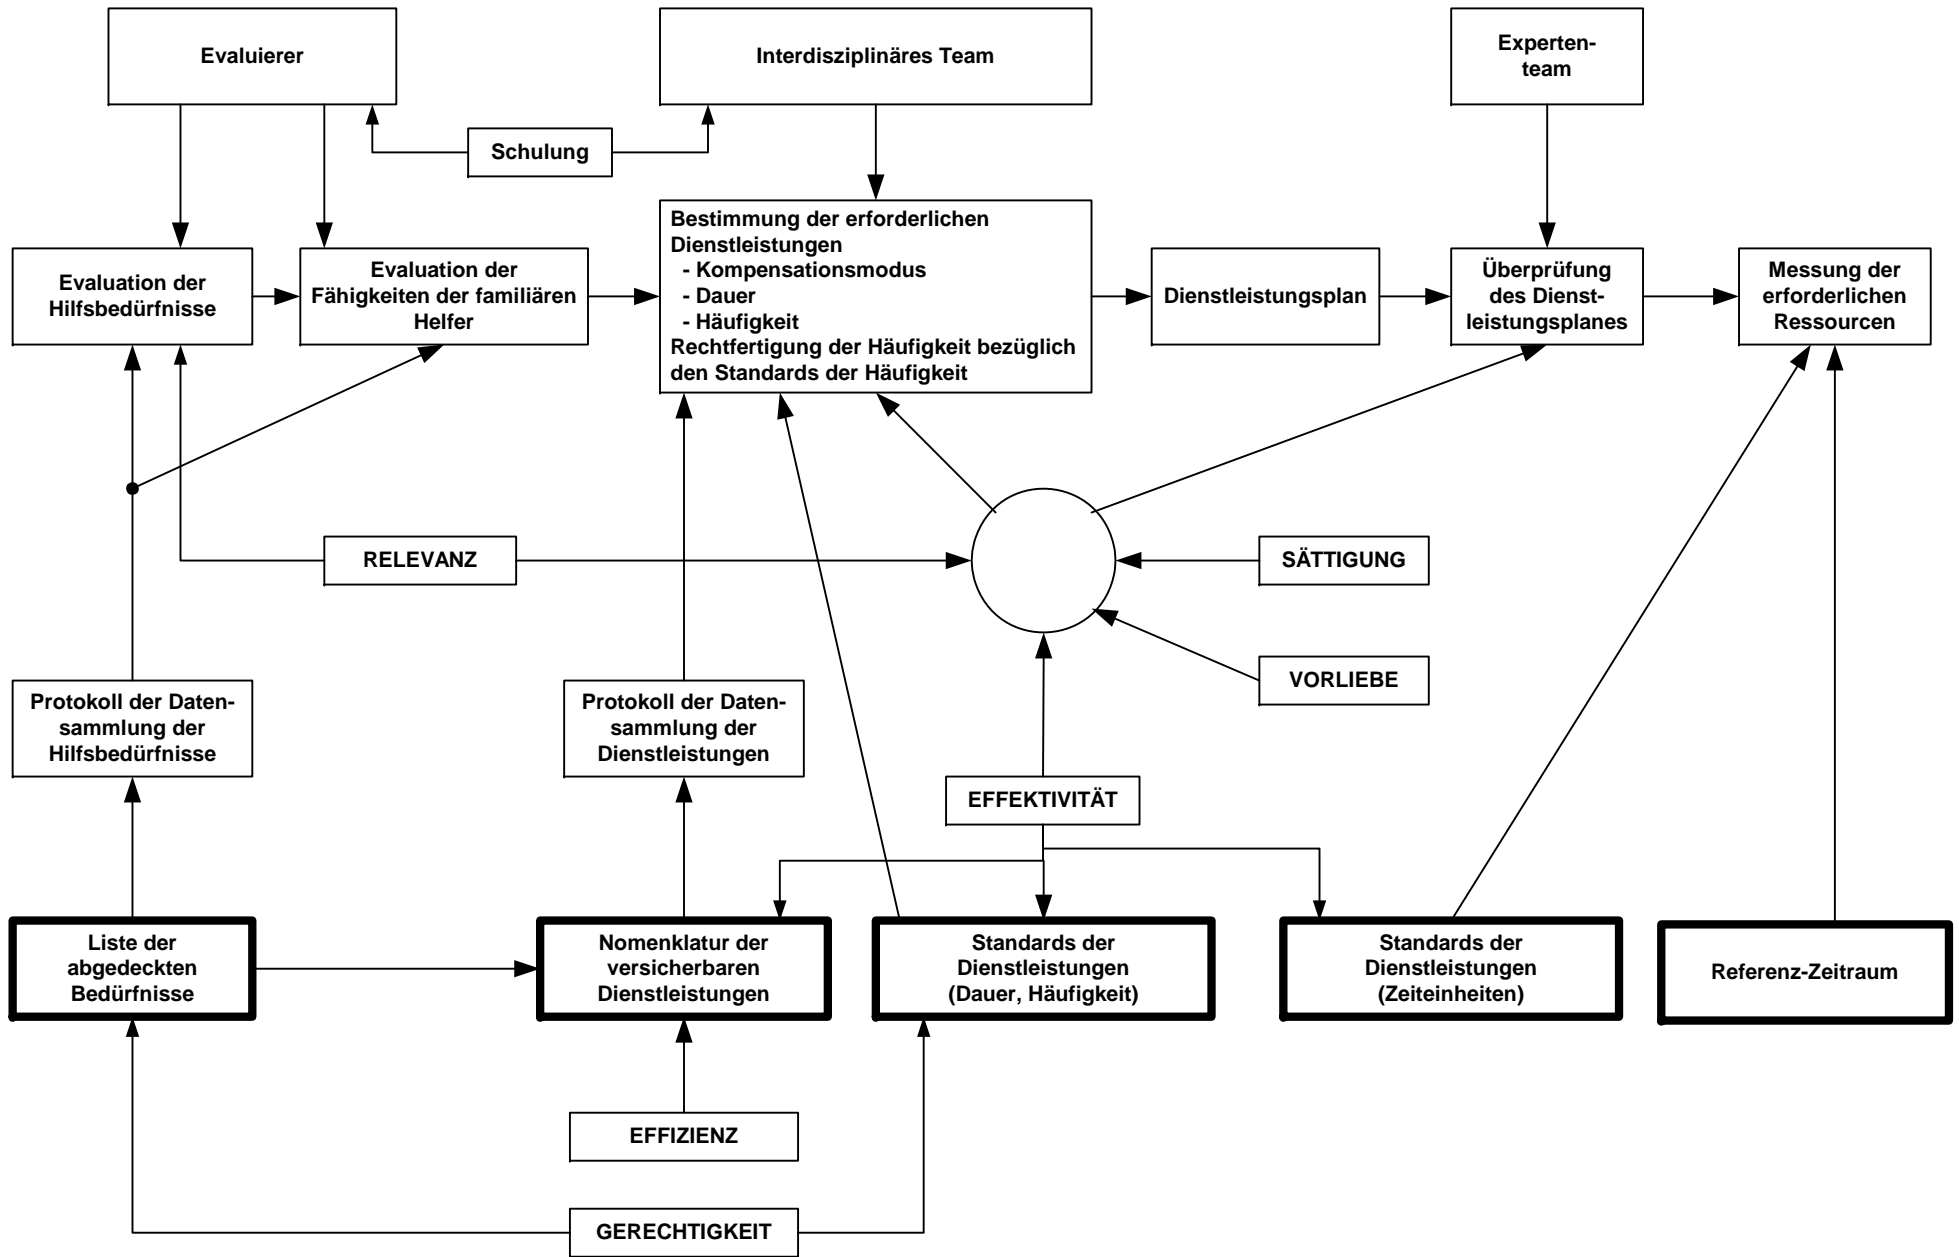 Evaluierer
Interdisziplinäres Team
Experten-
team
Schulung
Evaluation der
Hilfsbedürfnisse
Evaluation der
Fähigkeiten der familiären
Helfer
Bestimmung der erforderlichen
Dienstleistungen
- Kompensationsmodus
- Dauer
- Häufigkeit
Rechtfertigung der Häufigkeit bezüglich
den Standards der Häufigkeit
Dienstleistungsplan
Überprüfung
des Dienst-
leistungsplanes
Messung der
erforderlichen
Ressourcen
RELEVANZ
SÄTTIGUNG
VORLIEBE
Protokoll der Daten-
sammlung der
Hilfsbedürfnisse
Protokoll der Daten-
sammlung der
Dienstleistungen
EFFEKTIVITÄT
Liste der
abgedeckten
Bedürfnisse
Nomenklatur der
versicherbaren
Dienstleistungen
Standards der
Dienstleistungen
(Dauer, Häufigkeit)
Standards der
Dienstleistungen
(Zeiteinheiten)
Referenz-Zeitraum
EFFIZIENZ
GERECHTIGKEIT